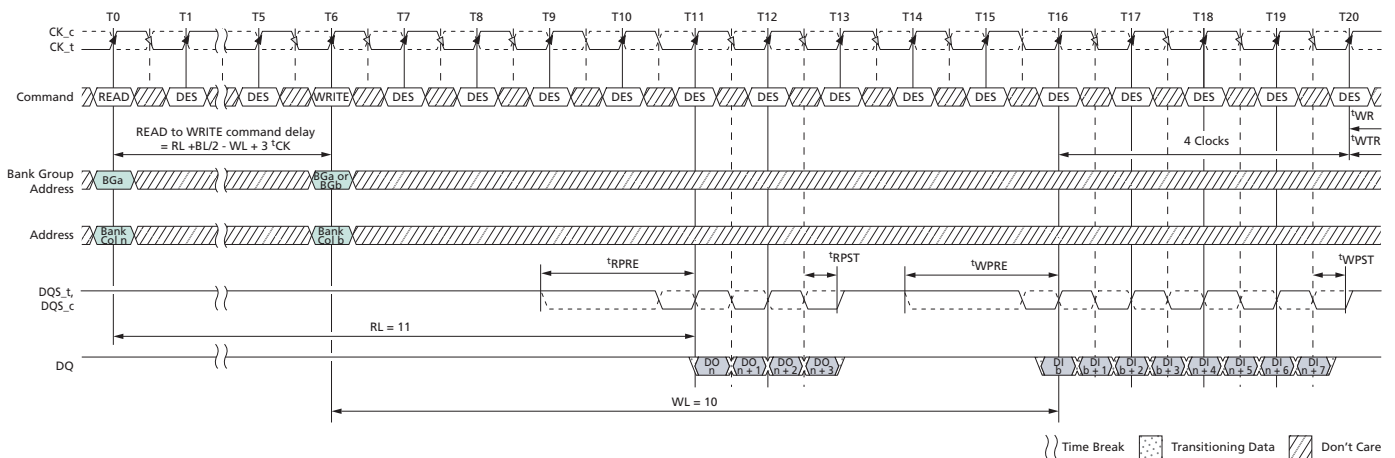 T0 T1 T5 T6 T7 T8 T9 T10 T11 T12 T13 T14 T15 T16 T17 T18 T19 T20
CK_c
CK_t
Command READ DES DES WRITE DES DES DES DES DES DES DES DES DES DES DES DES DES DES
READ to WRITE command delay
= RL +BL/2 - WL + 3 tCK
4 Clocks
tWR
tWTR
Bank Group
Address
BGa
BGa or
BGb
Address
Bank
Col n
Bank
Col b
tRPRE
tRPST
tWPRE
tWPST
DQS_t,
DQS_c
RL = 11
DQ
DO
n
DO
n + 1
DO
n + 2
DO
n + 3
DI
b
DI
b + 1
DI
b + 2
DI
b + 3
DI
n + 4
DI
n + 5
DI
n + 6
DI
n + 7
WL = 10
Time Break Transitioning Data Don't Care